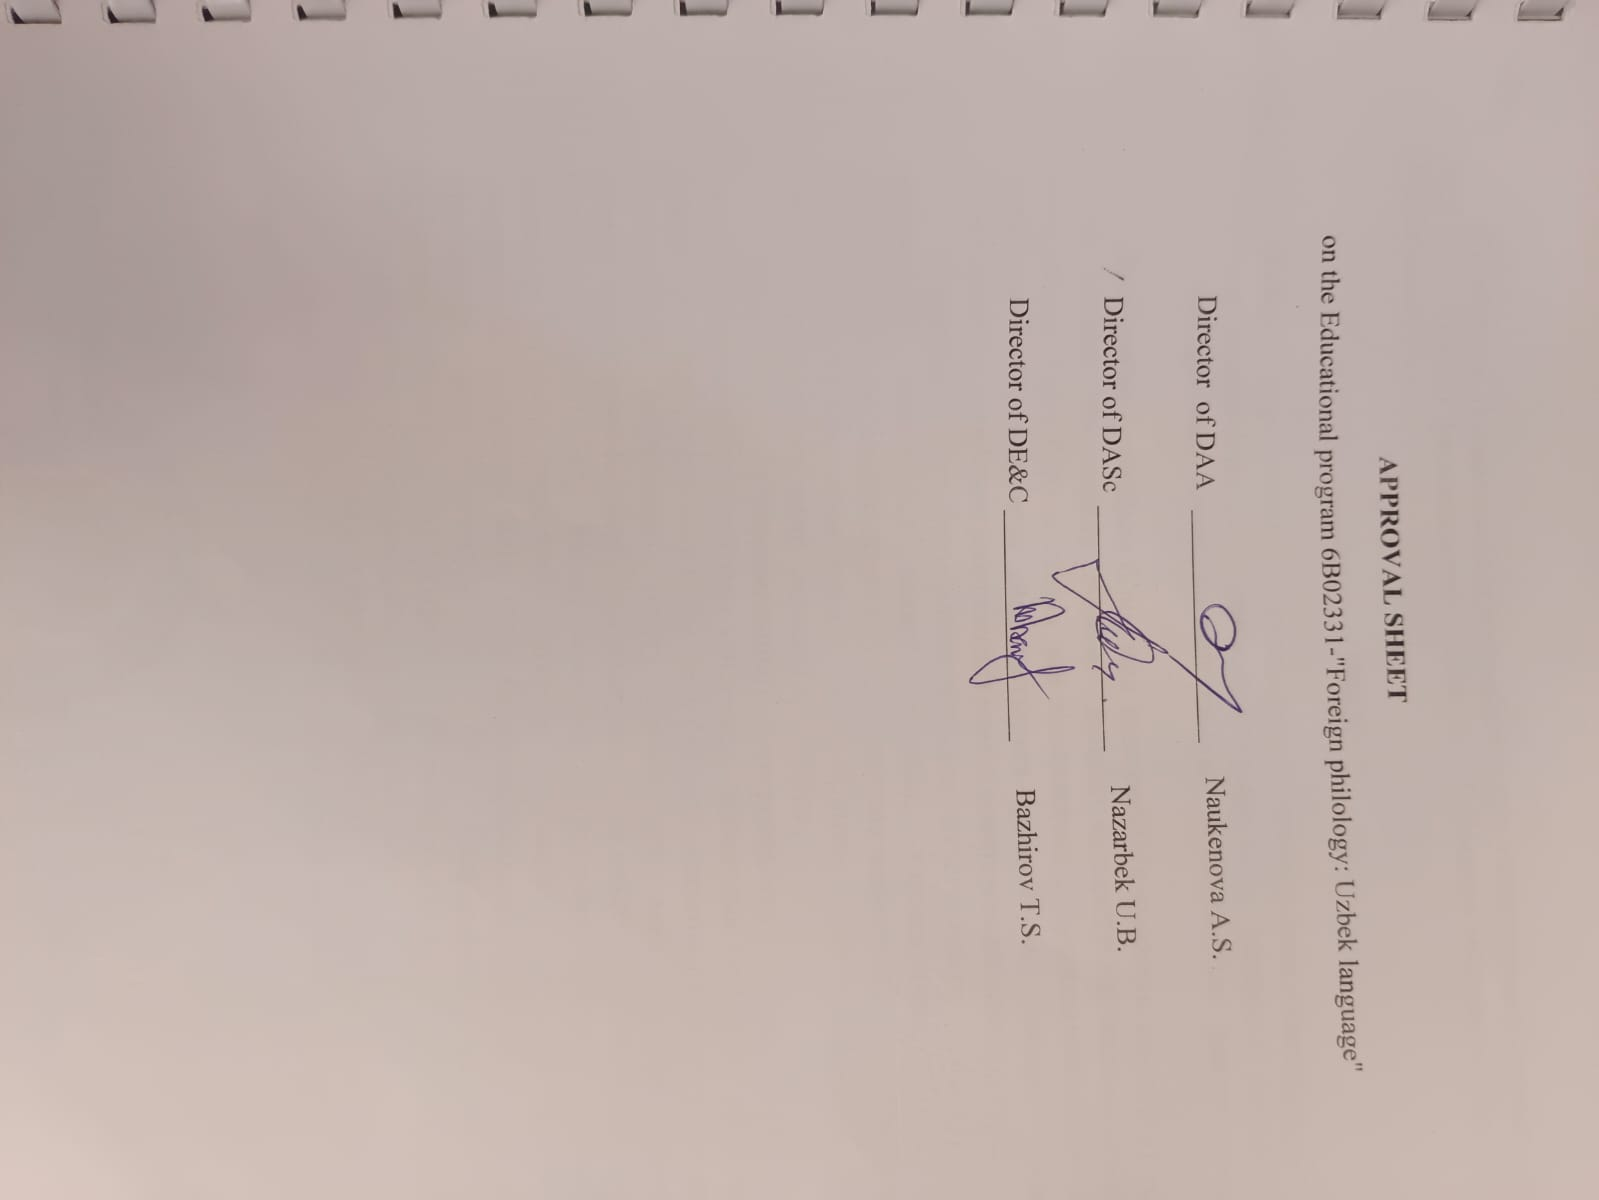 APPROVAL SHEET
on the Educational program 6B02331-"Foreign philology: Uzbek language"
Director of DAA Naukenova A.S.
/ Director of DASc Nazarbek U.B.
Director of DE&C Bazhirov T.S.